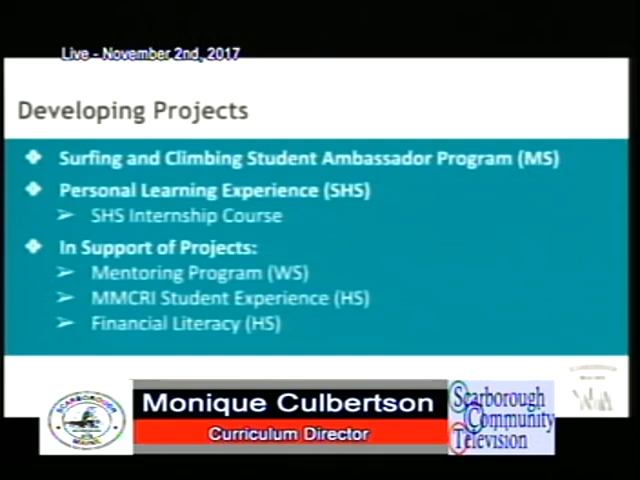 Live - November 2nd, 2017
Developing Projects
❖ Surfing and Climbing Student Ambassador Program (MS)
❖ Personal Learning Experience (SHS)
➢ SHS Internship Course
❖ In Support of Projects:
➢ Mentoring Program (WS)
➢ MMCRI Student Experience (HS)
➢ Financial Literacy (HS)
SCARBOROUGH
MAINE
Monique Culbertson
Curriculum Director
Scarborough
Community
Television